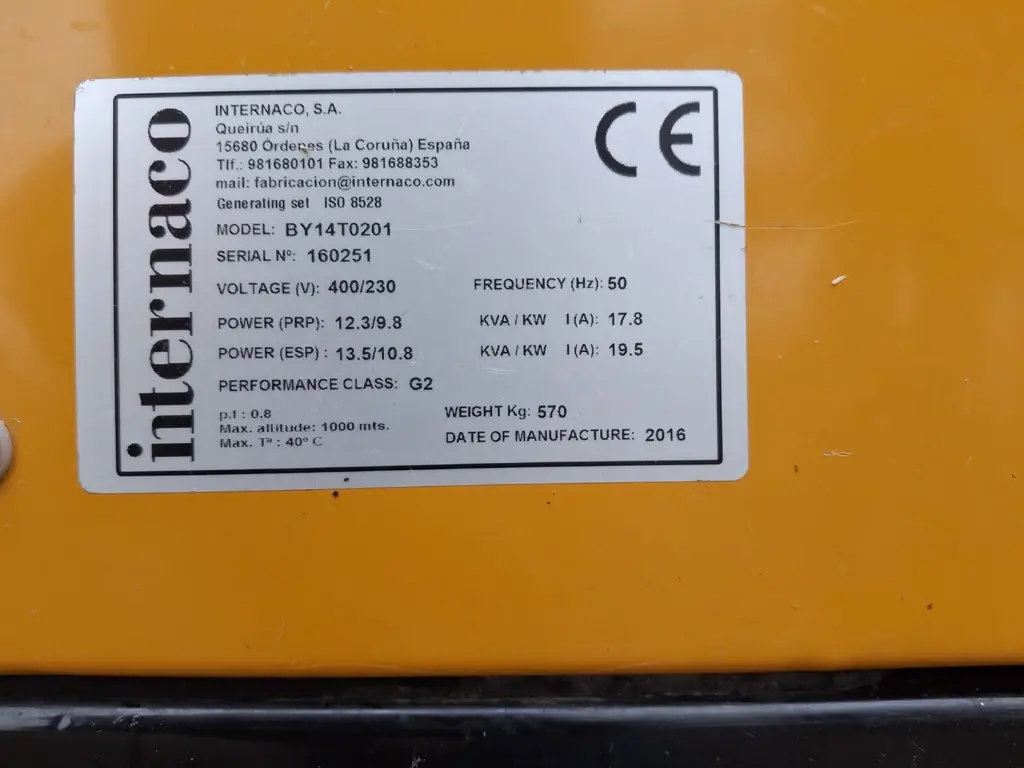 internaco
INTERNACO, S.A.
Queirúa s/n
15680 Órdenes (La Coruña) España
Tlf.: 981680101 Fax: 981688353
mail: fabricacion@internaco.com
Generating set ISO 8528
CE
MODEL: BY14T0201
SERIAL Nº: 160251
VOLTAGE (V): 400/230 FREQUENCY (Hz): 50
POWER (PRP): 12.3/9.8 KVA / KW I (A): 17.8
POWER (ESP) : 13.5/10.8 KVA / KW I (A): 19.5
PERFORMANCE CLASS: G2
p.f : 0.8 WEIGHT Kg: 570
Max. altitude: 1000 mts.
Max. Tª : 40º C DATE OF MANUFACTURE: 2016